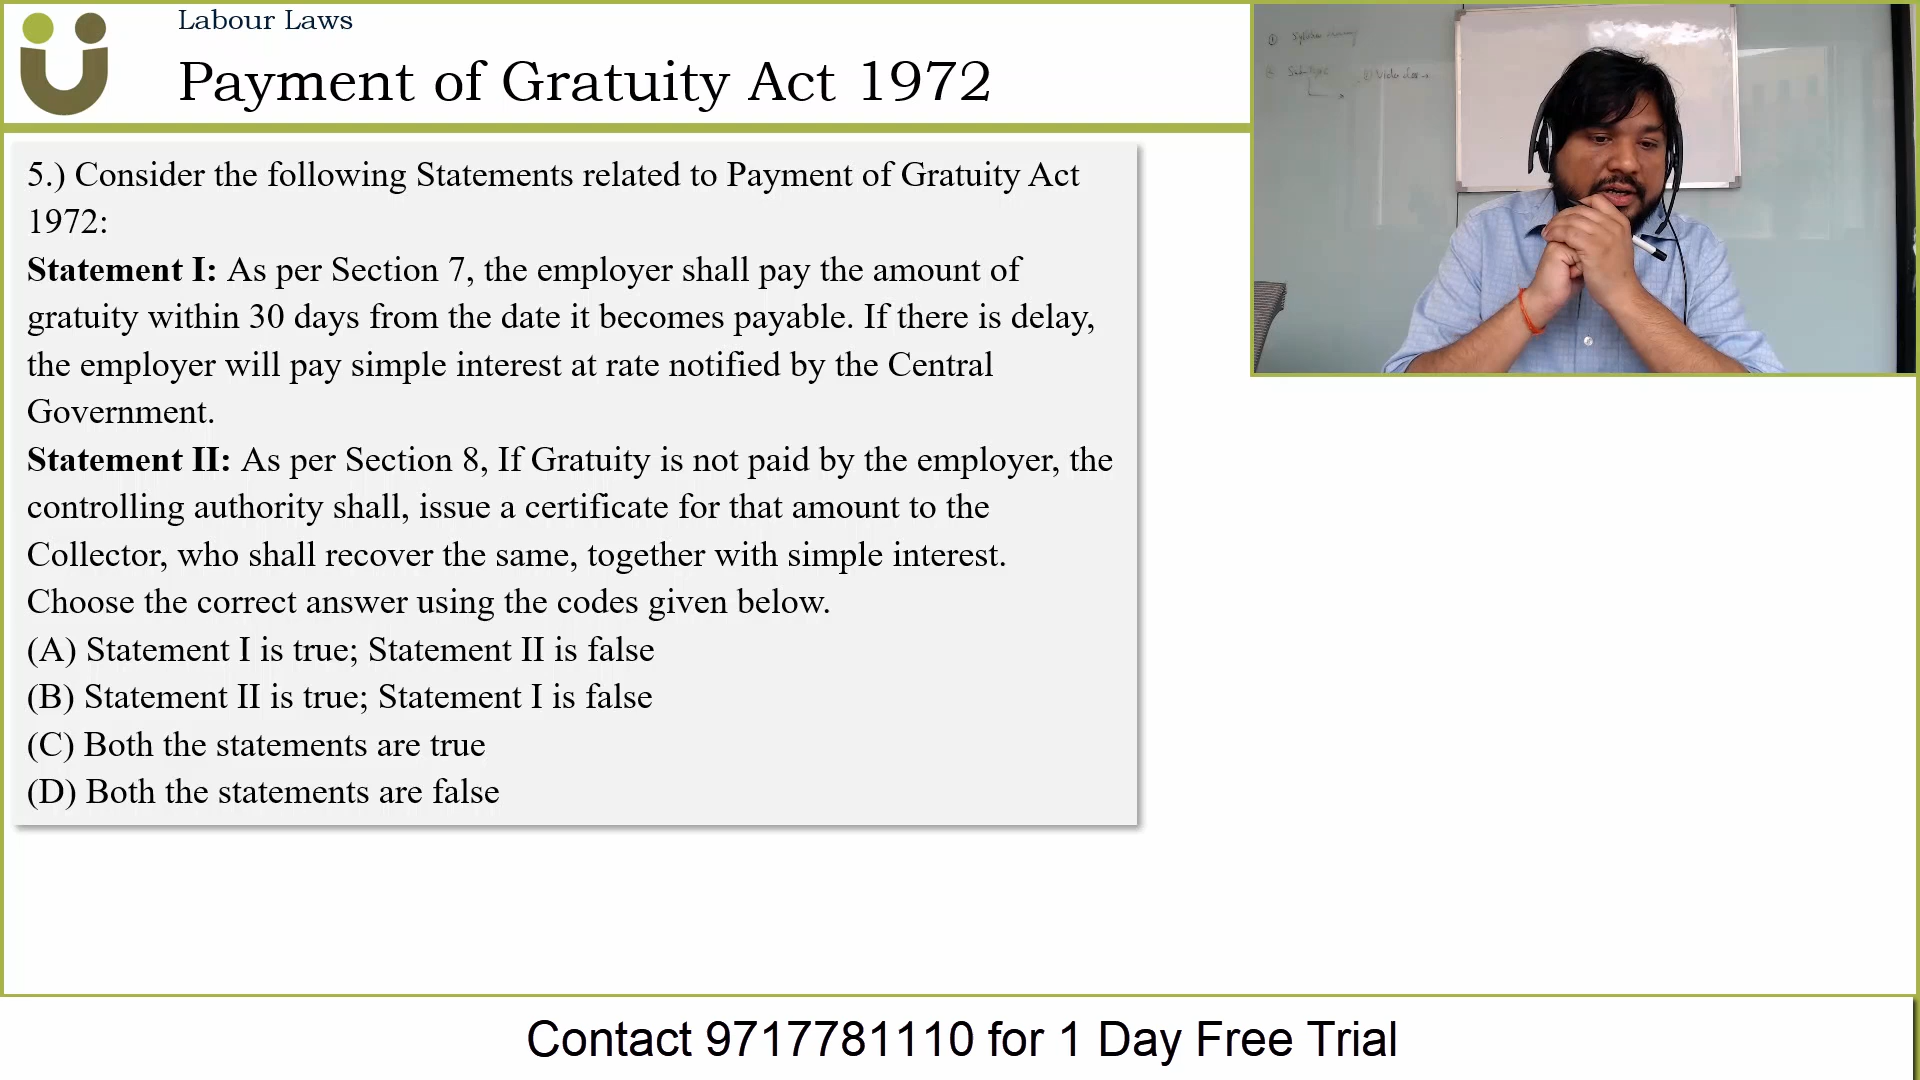 Labour Laws
Payment of Gratuity Act 1972
5.) Consider the following Statements related to Payment of Gratuity Act
1972:
Statement I: As per Section 7, the employer shall pay the amount of
gratuity within 30 days from the date it becomes payable. If there is delay,
the employer will pay simple interest at rate notified by the Central
Government.
Statement II: As per Section 8, If Gratuity is not paid by the employer, the
controlling authority shall, issue a certificate for that amount to the
Collector, who shall recover the same, together with simple interest.
Choose the correct answer using the codes given below.
(A) Statement I is true; Statement II is false
(B) Statement II is true; Statement I is false
(C) Both the statements are true
(D) Both the statements are false
Contact 9717781110 for 1 Day Free Trial